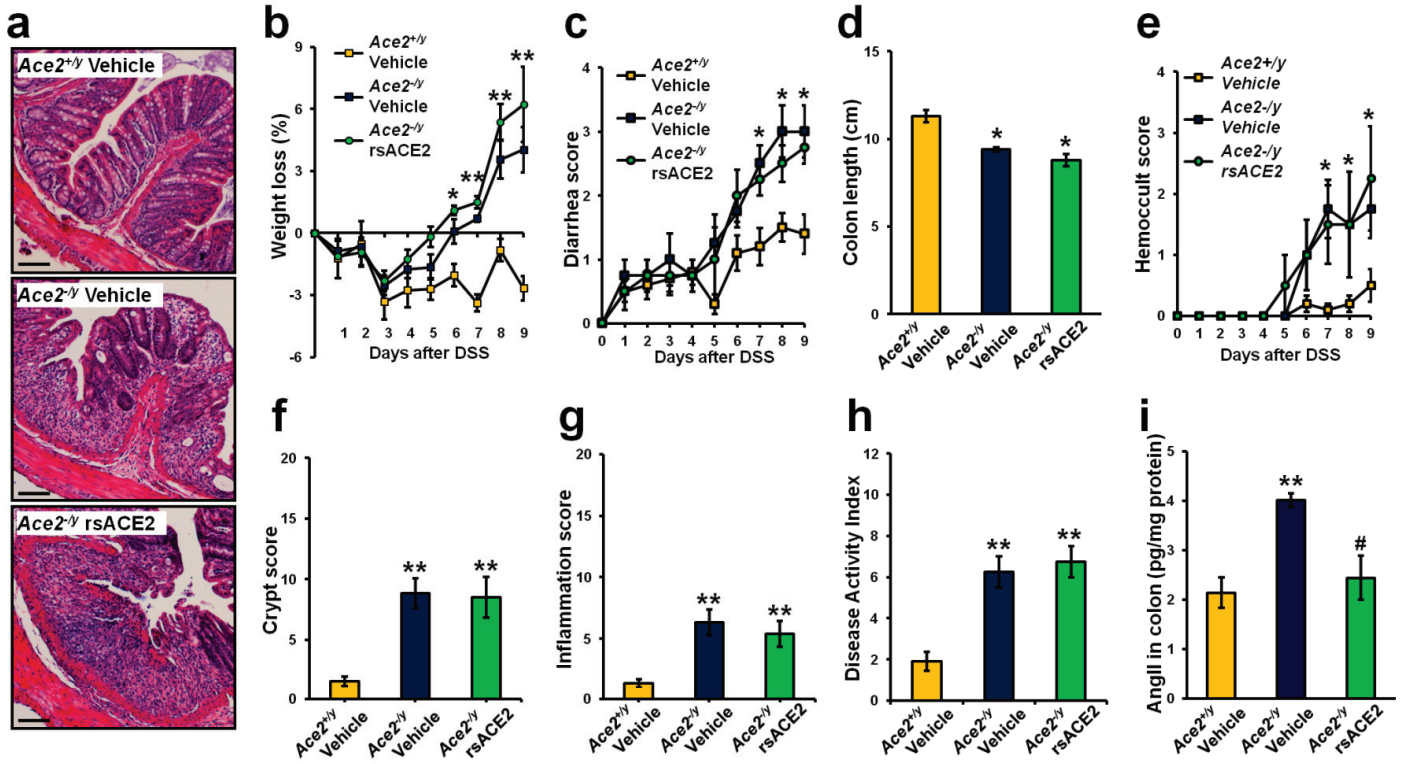 a
Ace2+/y Vehicle
Ace2-/y Vehicle
Ace2-/y rsACE2
b
Ace2+/y
Vehicle
Ace2-/y
Vehicle
Ace2-/y
rsACE2
Weight loss (%)
9
6
3
0
-3
-6
** 
**
*
**
1 2 3 4 5 6 7 8 9
Days after DSS
c
Ace2+/y
Vehicle
Ace2-/y
Vehicle
Ace2-/y
rsACE2
Diarrhea score
4
3
2
1
0
* * *
0 1 2 3 4 5 6 7 8 9
Days after DSS
d
Colon length (cm)
15
10
5
0
*
*
Ace2+/y
Vehicle
Ace2-/y
Vehicle
Ace2-/y
rsACE2
e
Ace2+/y
Vehicle
Ace2-/y
Vehicle
Ace2-/y
rsACE2
Hemoccult score
4
3
2
1
0
* * *
0 1 2 3 4 5 6 7 8 9
Days after DSS
f
Crypt score
20
15
10
5
0
**
**
Ace2+/y
Vehicle
Ace2-/y
Vehicle
Ace2-/y
rsACE2
g
Inflammation score
20
15
10
5
0
**
**
Ace2+/y
Vehicle
Ace2-/y
Vehicle
Ace2-/y
rsACE2
h
Disease Activity Index
12
10
8
6
4
2
0
**
**
Ace2+/y
Vehicle
Ace2-/y
Vehicle
Ace2-/y
rsACE2
i
AngII in colon (pg/mg protein)
5
4
3
2
1
0
**
#
Ace2+/y
Vehicle
Ace2-/y
Vehicle
Ace2-/y
rsACE2